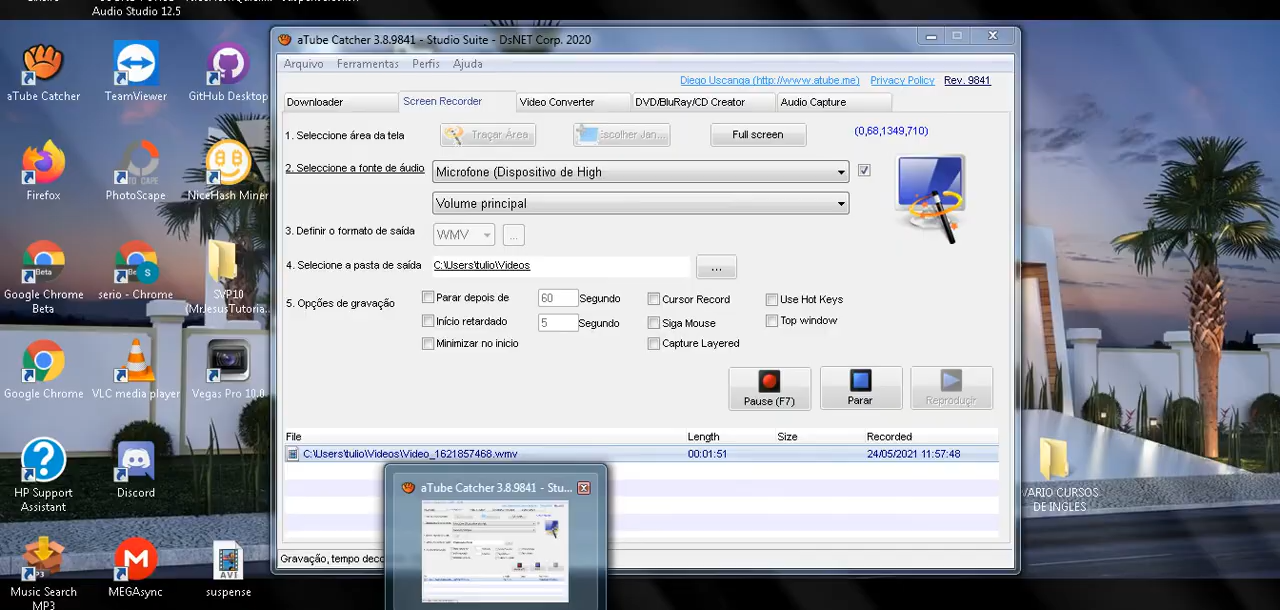 Audio Studio 12.5
aTube Catcher
TeamViewer
GitHub Desktop
Firefox
PhotoScape
NiceHash Miner
Google Chrome
Beta
serio - Chrome
SVP10
(MrJesusTutoria...
Google Chrome
VLC media player
Vegas Pro 10.0
HP Support
Assistant
Discord
Music Search
MP3
MEGAsync
suspense
aTube Catcher 3.8.9841 - Studio Suite - DsNET Corp. 2020
Arquivo Ferramentas Perfis Ajuda
Diego Uscanga (http://www.atube.me) Privacy Policy Rev. 9841
Downloader Screen Recorder Video Converter DVD/BluRay/CD Creator Audio Capture
1. Seleccione área da tela Traçar Área Escolher Jan... Full screen (0,68,1349,710)
2. Seleccione a fonte de áudio Microfone (Dispositivo de High
Volume principal
3. Definir o formato de saída WMV ...
4. Selecione a pasta de saída C:\Users\tulio\Videos ...
5. Opções de gravação
Parar depois de 60 Segundo Cursor Record Use Hot Keys
Início retardado 5 Segundo Siga Mouse Top window
Minimizar no inicio Capture Layered
Pause (F7) Parar Reproduçir
File Length Size Recorded
C:\Users\tulio\Videos\Video_1621857468.wmv 00:01:51 24/05/2021 11:57:48
aTube Catcher 3.8.9841 - Stu...
Gravação, tempo deco
VARIO CURSOS
DE INGLES